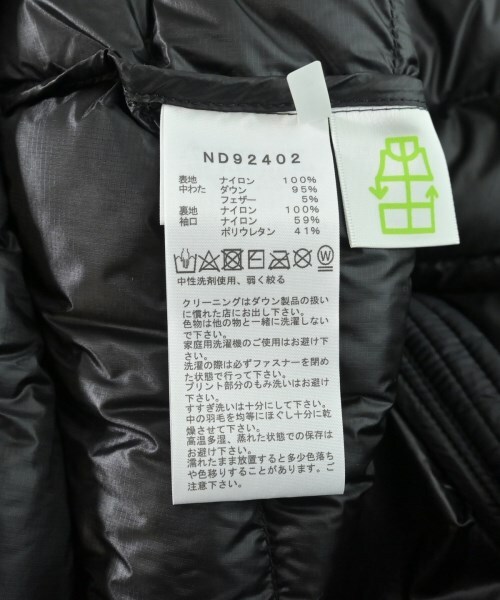 ND92402
表地 ナイロン 100%
中わた ダウン 95%
フェザー 5%
裏地 ナイロン 100%
袖口 ナイロン 59%
ポリウレタン 41%
中性洗剤使用、弱く絞る
クリーニングはダウン製品の扱い
に慣れた店にお出し下さい。
色物は他の物と一緒に洗濯しない
で下さい。
家庭用洗濯機のご使用はお避け下
さい。
洗濯の際は必ずファスナーを閉め
た状態で行って下さい。
プリント部分のもみ洗いはお避け
下さい。
すすぎ洗いは十分にして下さい。
中の羽毛を均等にほぐし十分に乾
燥させて下さい。
高温多湿、蒸れた状態での保存は
お避け下さい。
濡れたまま放置すると多少色落ち
や色移りすることがあります。ご
注意下さい。